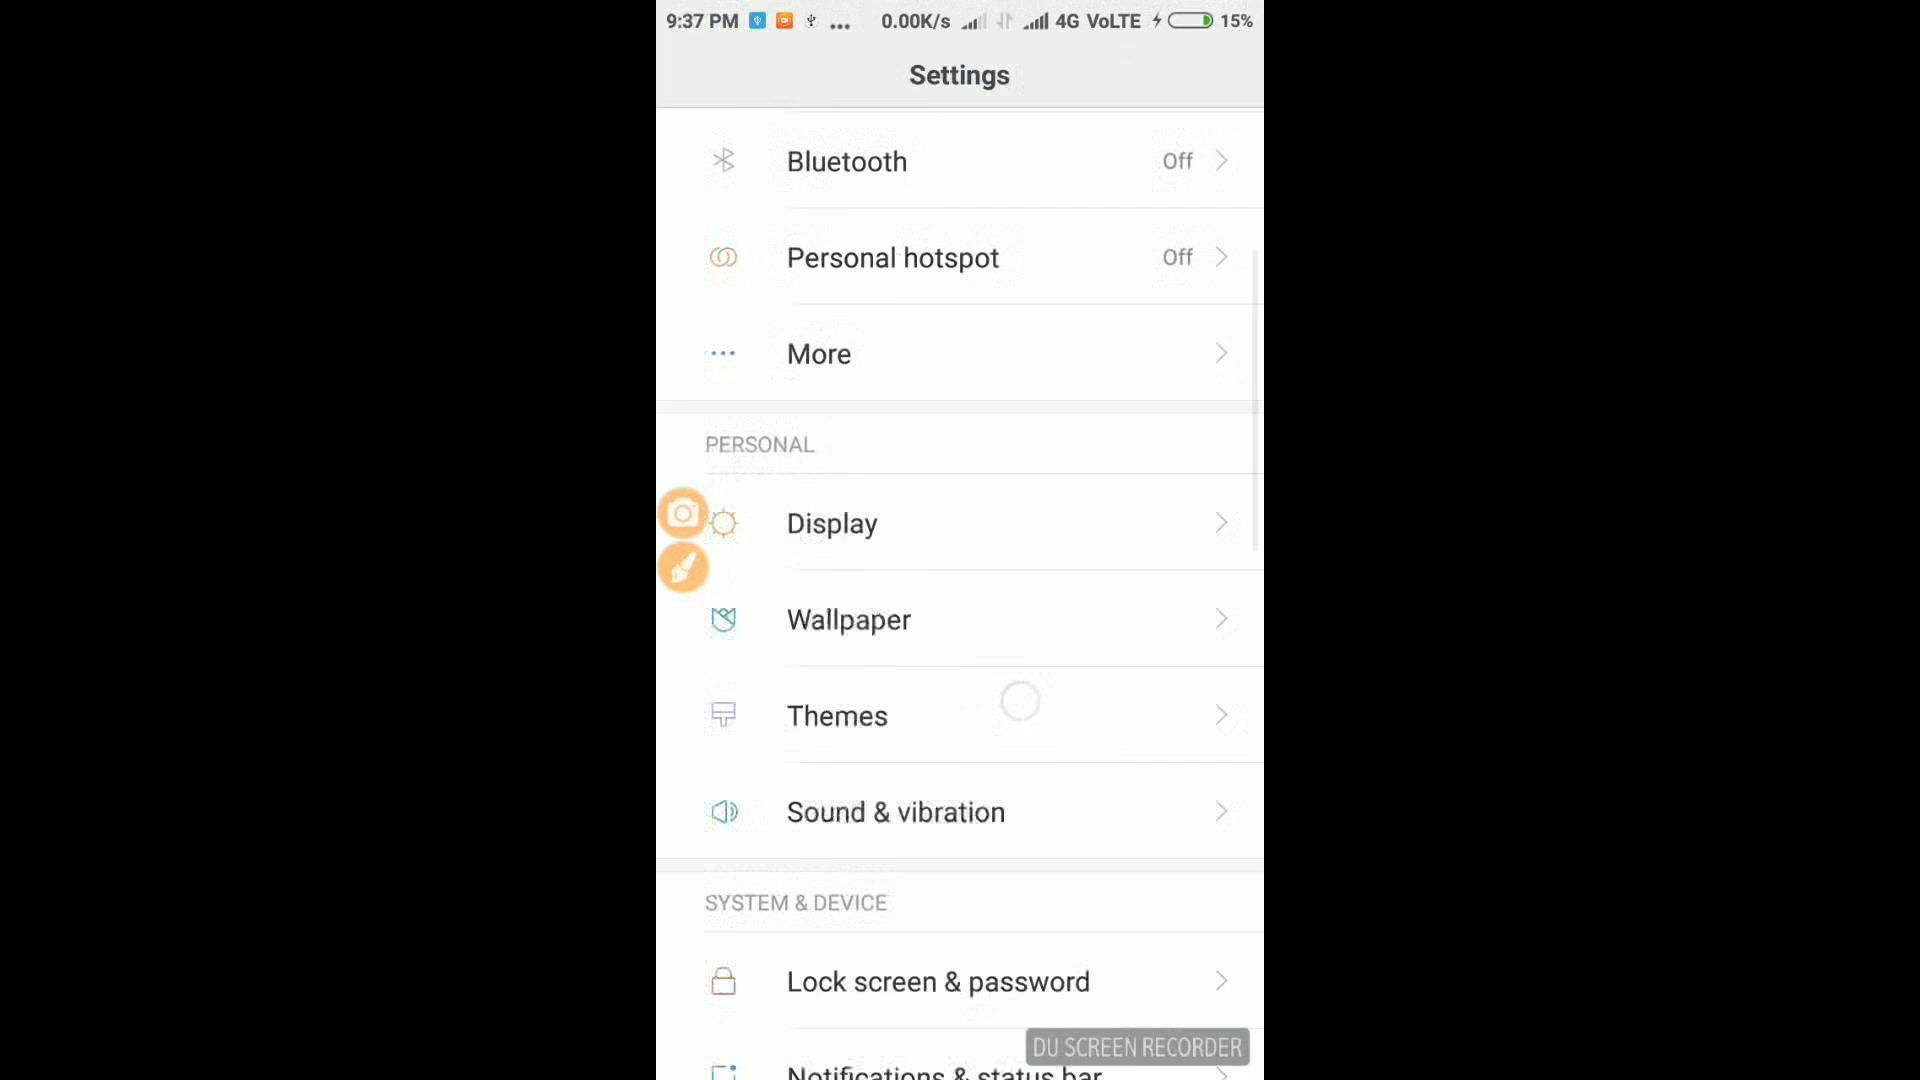 9:37 PM ... 0.00K/s 4G VoLTE 15%
Settings
Bluetooth Off
Personal hotspot Off
More
PERSONAL
Display
Wallpaper
Themes
Sound & vibration
SYSTEM & DEVICE
Lock screen & password
DU SCREEN RECORDER
Notifications & status bar